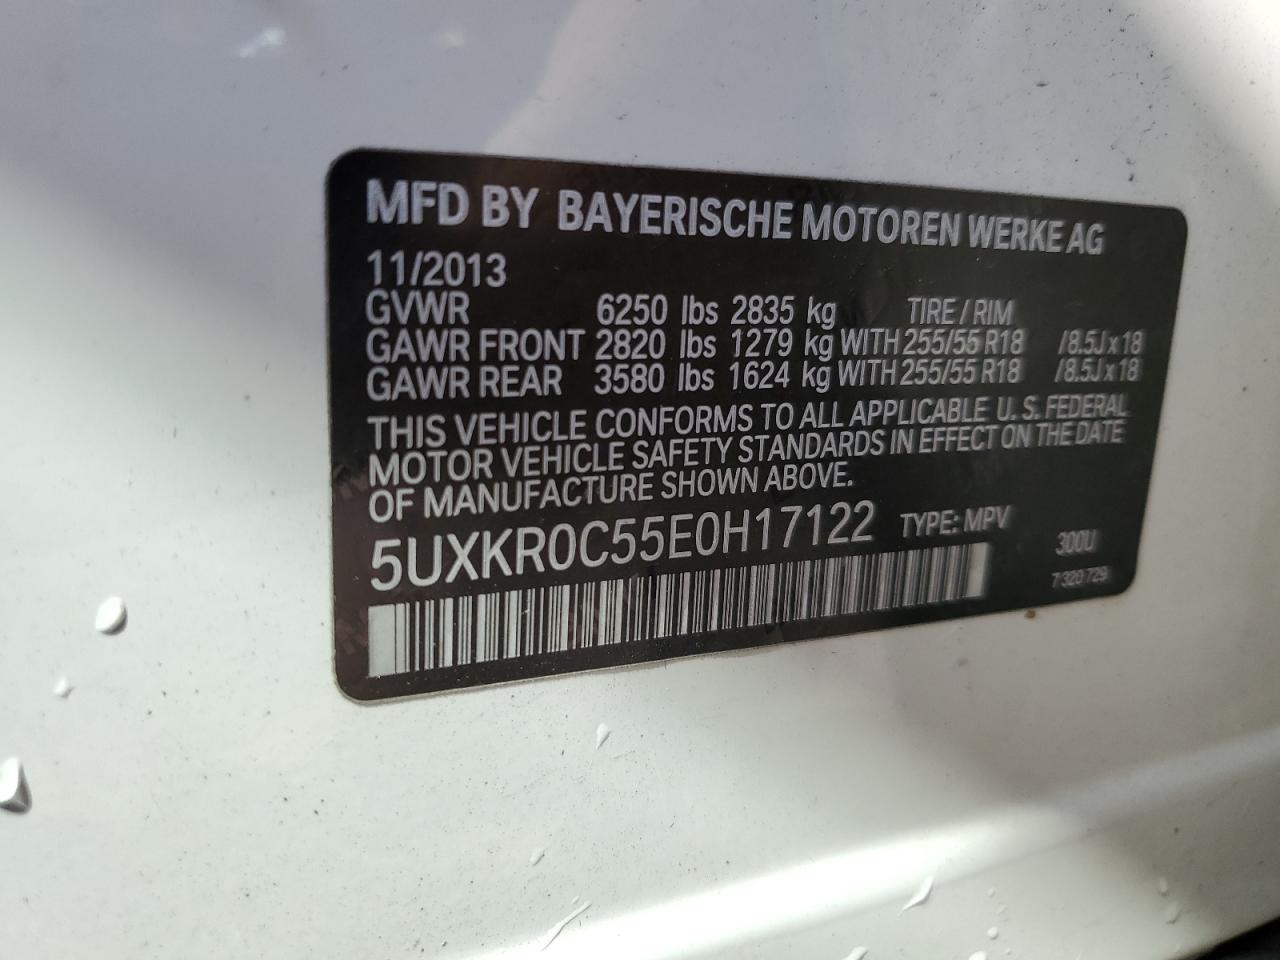 MFD BY BAYERISCHE MOTOREN WERKE AG
11/2013
GVWR 6250 lbs 2835 kg TIRE / RIM
GAWR FRONT 2820 lbs 1279 kg WITH 255/55 R18 /8.5J x 18
GAWR REAR 3580 lbs 1624 kg WITH 255/55 R18 /8.5J x 18
THIS VEHICLE CONFORMS TO ALL APPLICABLE U. S. FEDERAL
MOTOR VEHICLE SAFETY STANDARDS IN EFFECT ON THE DATE
OF MANUFACTURE SHOWN ABOVE.
5UXKR0C55E0H17122 TYPE: MPV
300U
7 320 729